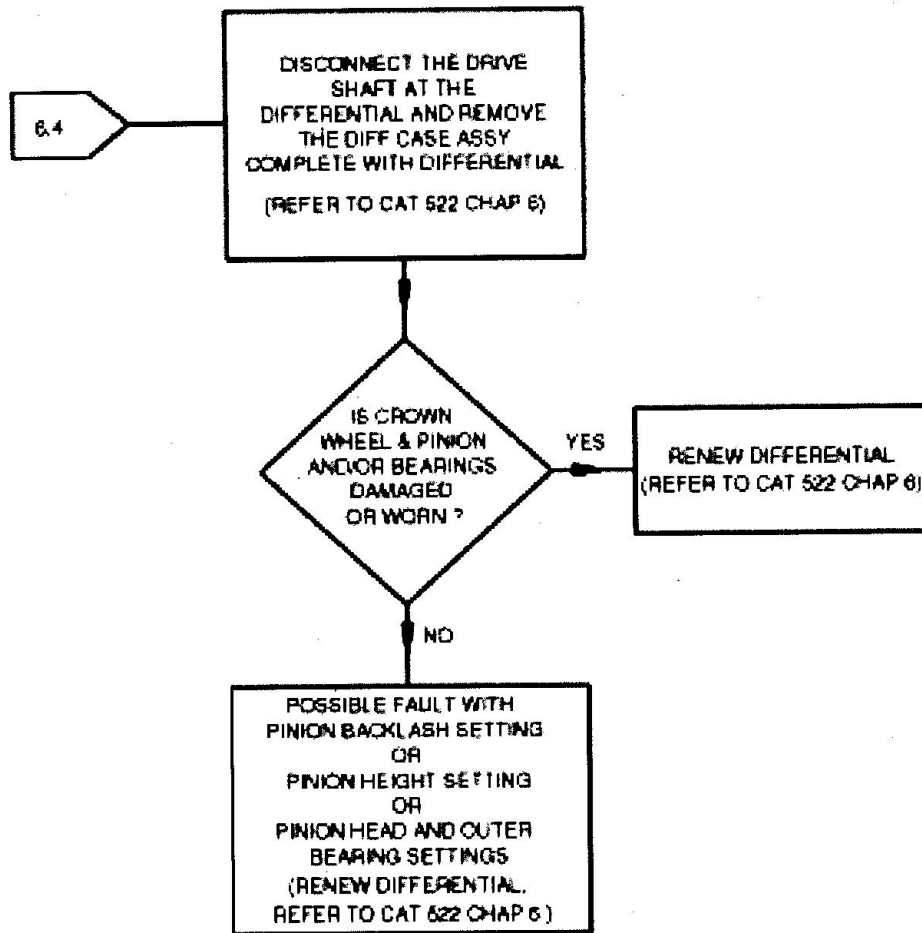 DISCONNECT THE DRIVE
SHAFT AT THE
DIFFERENTIAL AND REMOVE
THE DIFF CASE ASSY
COMPLETE WITH DIFFERENTIAL
(REFER TO CAT 522 CHAP 6)
6.4
IS CROWN
WHEEL & PINION
AND/OR BEARINGS
DAMAGED
OR WORN ?
YES
RENEW DIFFERENTIAL
(REFER TO CAT 522 CHAP 6)
NO
POSSIBLE FAULT WITH
PINION BACKLASH SETTING
OR
PINION HEIGHT SETTING
OR
PINION HEAD AND OUTER
BEARING SETTINGS
(RENEW DIFFERENTIAL.
REFER TO CAT 522 CHAP 6 )